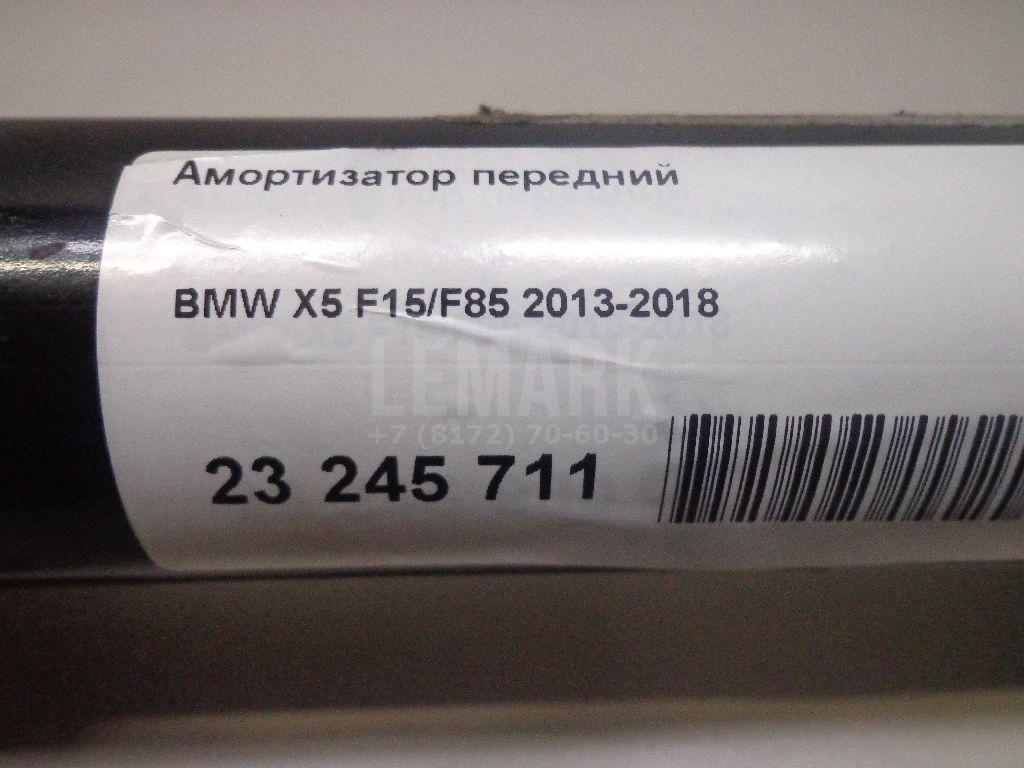 Амортизатор передний
BMW X5 F15/F85 2013-2018
LEMARK
+7 (8172) 70-60-30
23 245 711